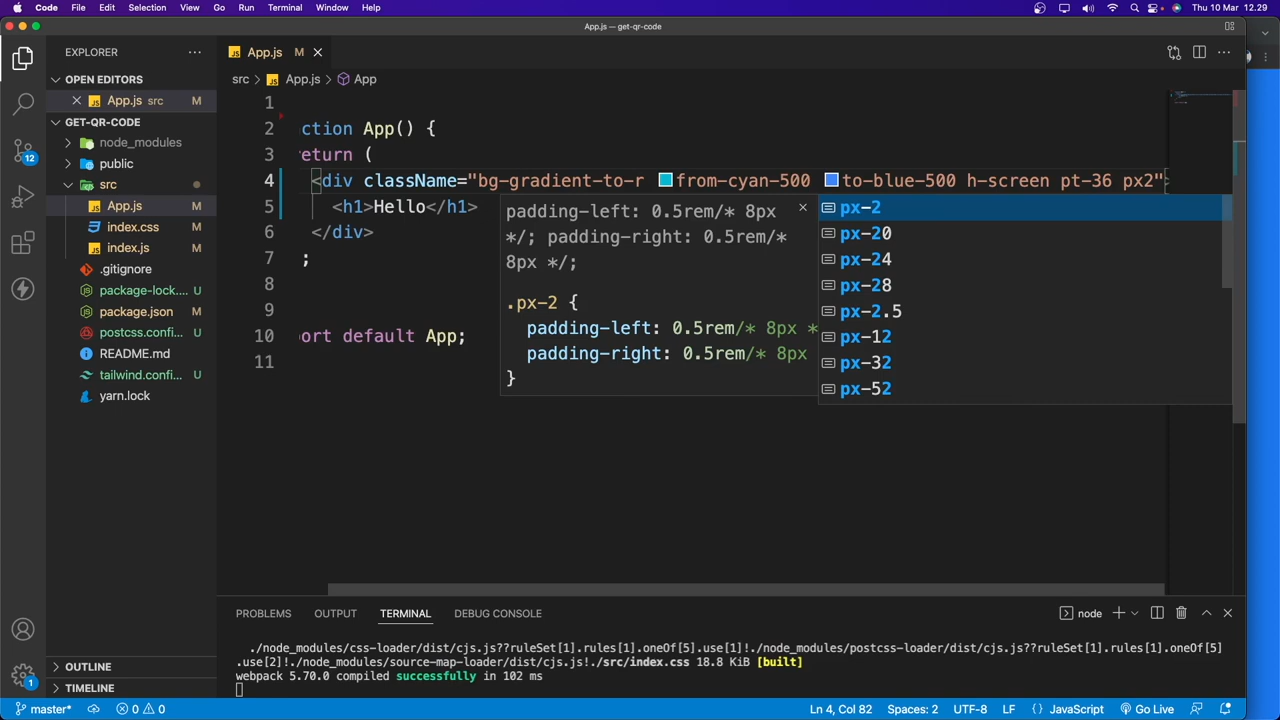 Code File Edit Selection View Go Run Terminal Window Help Thu 10 Mar 12.29
App.js — get-qr-code
EXPLORER
OPEN EDITORS
App.js src M
GET-QR-CODE
node_modules
public
src
App.js M
index.css
index.js
.gitignore
package-lock.... U
package.json M
postcss.confi... U
README.md
tailwind.confi... U
yarn.lock
OUTLINE
TIMELINE
12
1
App.js M
src > App.js > App
1
2 ction App() {
3 return (
4 <div className="bg-gradient-to-r from-cyan-500 to-blue-500 h-screen pt-36 px2">
5 <h1>Hello</h1>
6 </div>
7 ;
8
9
10 ort default App;
11
padding-left: 0.5rem/* 8px
*/; padding-right: 0.5rem/*
8px */;
.px-2 {
padding-left: 0.5rem/* 8px *
padding-right: 0.5rem/* 8px
}
px-2
px-20
px-24
px-28
px-2.5
px-12
px-32
px-52
PROBLEMS OUTPUT TERMINAL DEBUG CONSOLE node
./node_modules/css-loader/dist/cjs.js??ruleSet[1].rules[1].oneOf[5].use[1]!./node_modules/postcss-loader/dist/cjs.js??ruleSet[1].rules[1].oneOf[5]
.use[2]!./node_modules/source-map-loader/dist/cjs.js!./src/index.css 18.8 KiB [built]
webpack 5.70.0 compiled successfully in 102 ms
master* 0 0 Ln 4, Col 82 Spaces: 2 UTF-8 LF {} JavaScript Go Live